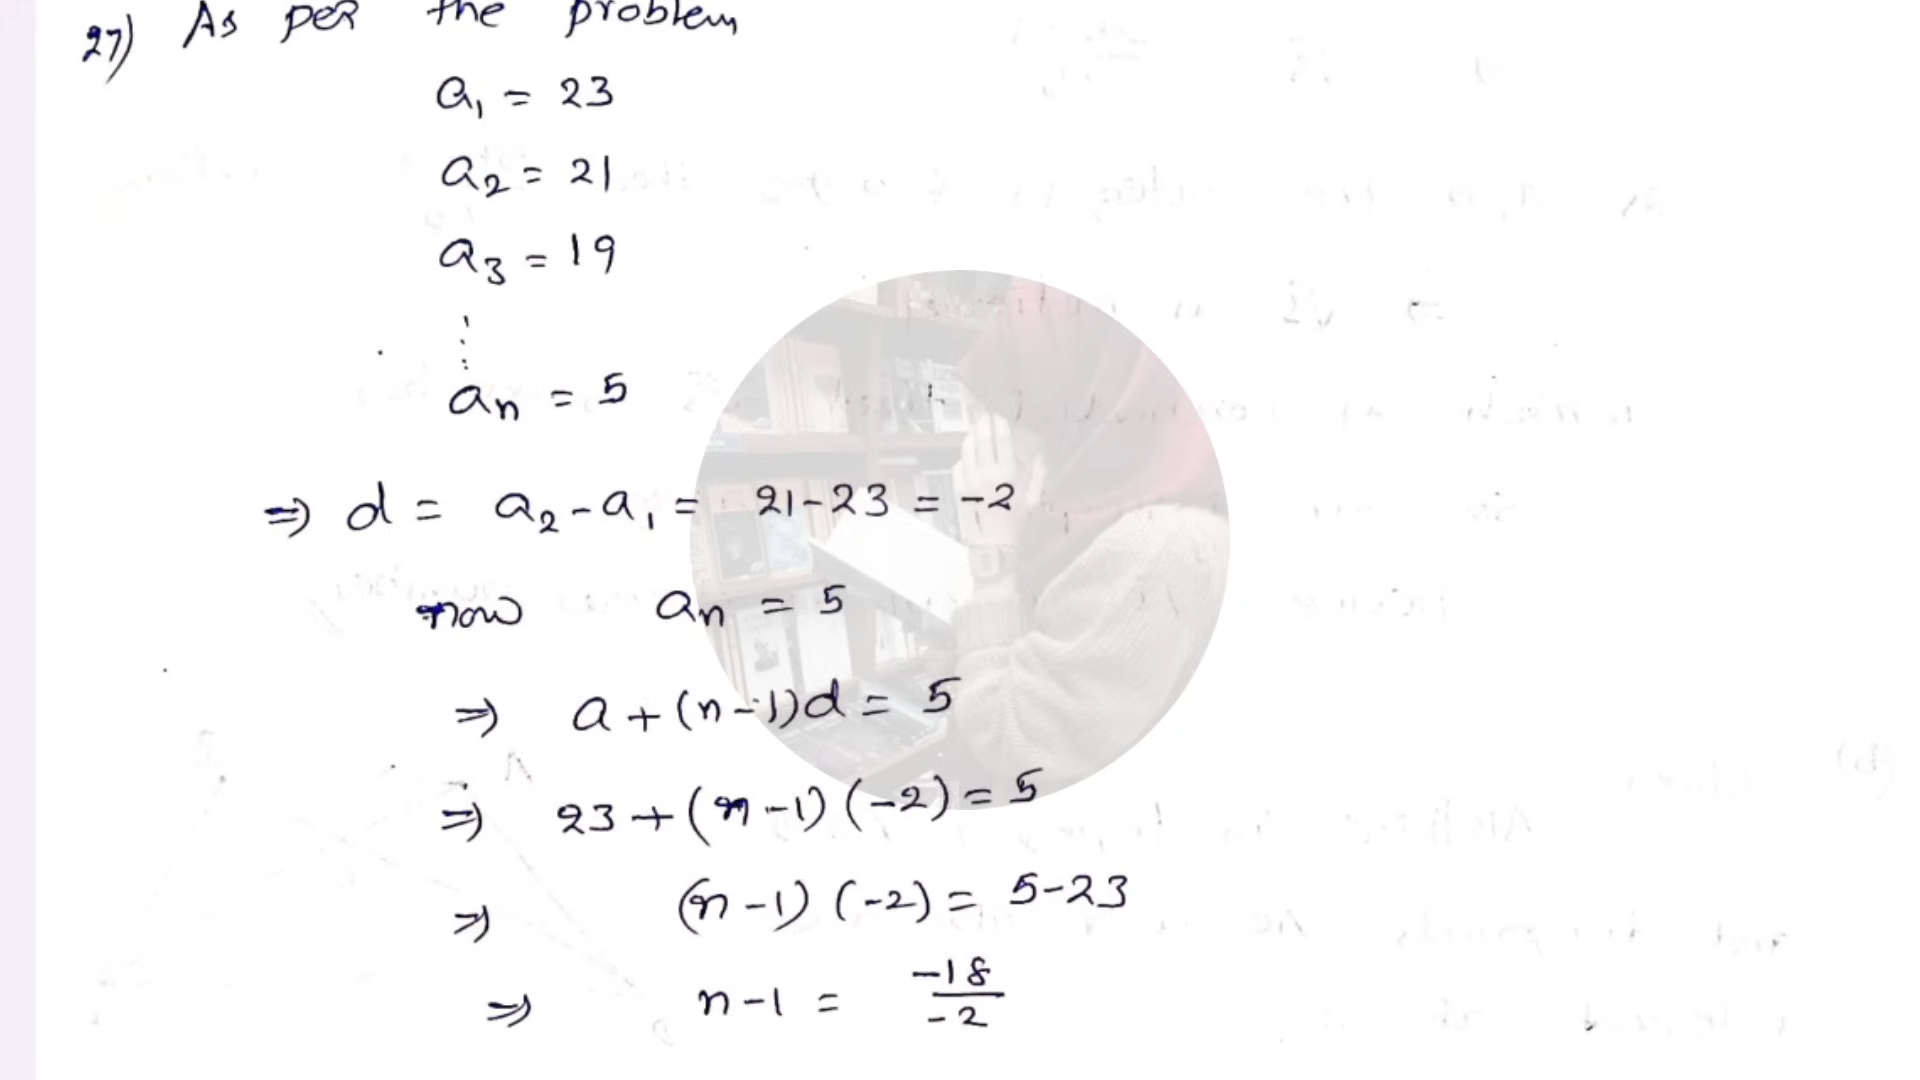 27) As per the problem
a₁ = 23
a₂ = 21
a₃ = 19
⋮
aₙ = 5
⇒ d = a₂-a₁ = 21-23 = -2
now aₙ = 5
⇒ a+(n-1)d = 5
⇒ 23+(n-1)(-2)=5
⇒ (n-1)(-2) = 5-23
⇒ n-1 = -18/-2